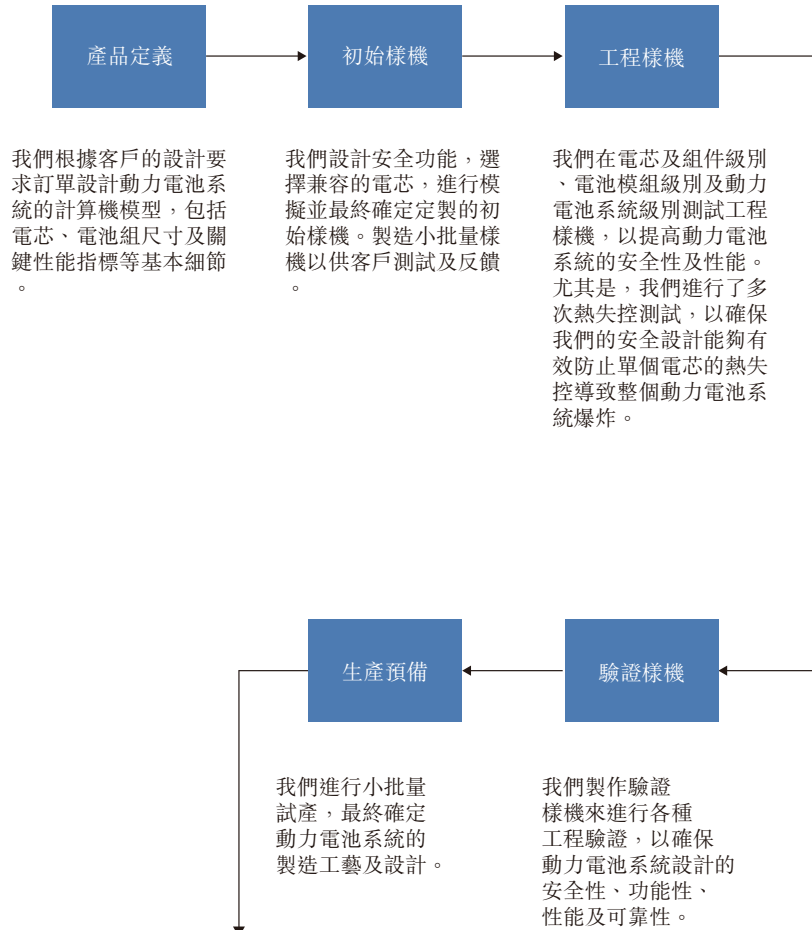 產品定義
初始樣機
工程樣機
我們根據客戶的設計要
求訂單設計動力電池系
統的計算機模型，包括
電芯、電池組尺寸及關
鍵性能指標等基本細節
。
我們設計安全功能，選
擇兼容的電芯，進行模
擬並最終確定定製的初
始樣機。製造小批量樣
機以供客戶測試及反饋
。
我們在電芯及組件級別
、電池模組級別及動力
電池系統級別測試工程
樣機，以提高動力電池
系統的安全性及性能。
尤其是，我們進行了多
次熱失控測試，以確保
我們的安全設計能夠有
效防止單個電芯的熱失
控導致整個動力電池系
統爆炸。
生產預備
驗證樣機
我們進行小批量
試產，最終確定
動力電池系統的
製造工藝及設計。
我們製作驗證
樣機來進行各種
工程驗證，以確保
動力電池系統設計的
安全性、功能性、
性能及可靠性。